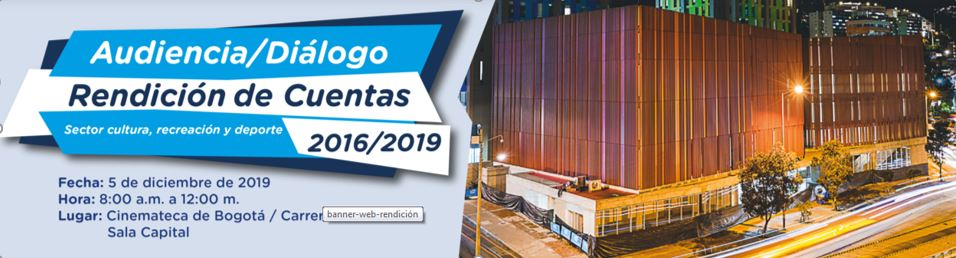 Audiencia/Diálogo
Rendición de Cuentas
Sector cultura, recreación y deporte
2016/2019
Fecha: 5 de diciembre de 2019
Hora: 8:00 a.m. a 12:00 m.
Lugar: Cinemateca de Bogotá / Carrer
banner-web-rendición
Sala Capital